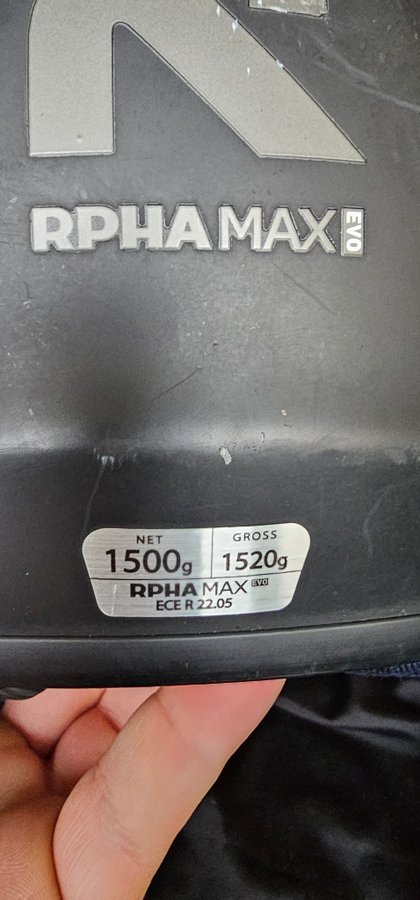 RPHA MAX EVO
NET
1500g
GROSS
1520g
RPHA MAX EVO
ECE R 22.05